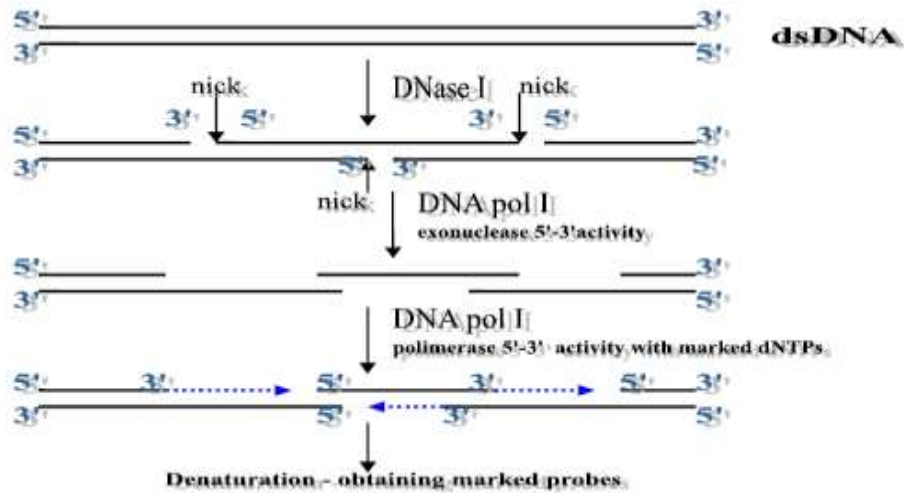 5' 3'
dsDNA
3' 5'
nick DNase I nick
3' 5' 3' 5'
5' 3'
3' 5' 3' 5'
nick DNA pol I
exonuclease 5'-3'activity
5' 3'
3' 5'
DNA pol I
polimerase 5'-3' activity with marked dNTPs
5' 3' 5' 3' 5' 3'
3' 5' 3' 5'
Denaturation - obtaining marked probes